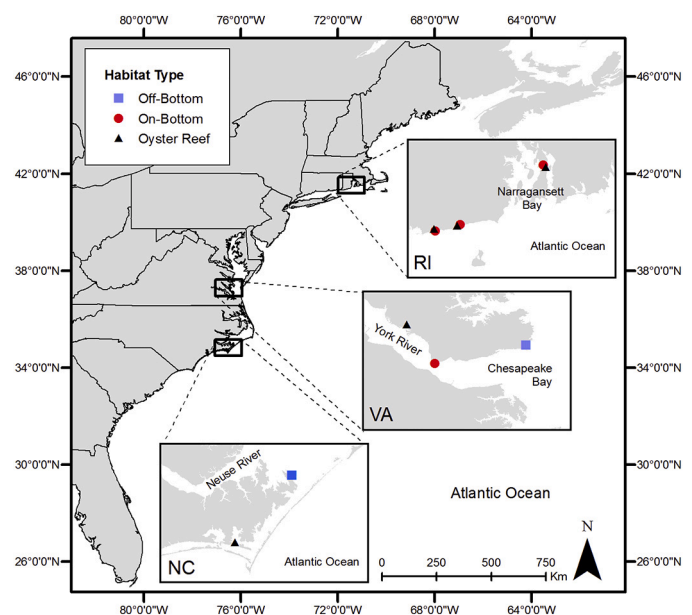 80°0'0"W 76°0'0"W 72°0'0"W 68°0'0"W 64°0'0"W
46°0'0"N
42°0'0"N
38°0'0"N
34°0'0"N
30°0'0"N
26°0'0"N
Habitat Type
Off-Bottom
On-Bottom
Oyster Reef
46°0'0"N
42°0'0"N
38°0'0"N
34°0'0"N
30°0'0"N
26°0'0"N
Narragansett
Bay
Atlantic Ocean
RI
York River
Chesapeake
Bay
VA
Neuse River
Atlantic Ocean
NC
Atlantic Ocean
N
0 250 500 750
Km
80°0'0"W 76°0'0"W 72°0'0"W 68°0'0"W 64°0'0"W